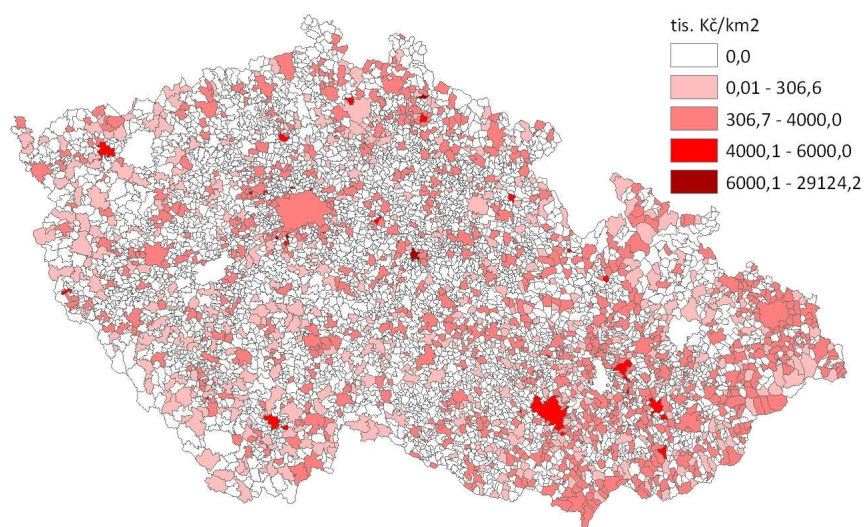 tis. Kč/km2
0,0
0,01 - 306,6
306,7 - 4000,0
4000,1 - 6000,0
6000,1 - 29124,2